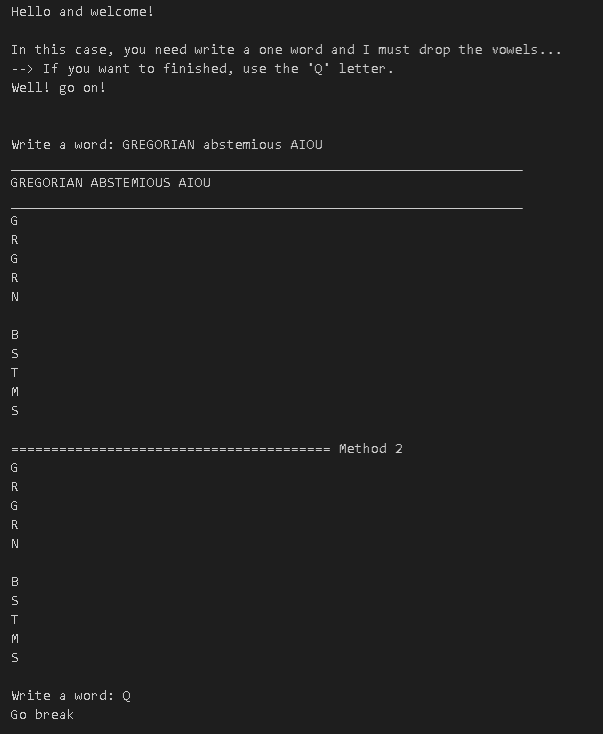 Hello and welcome!
In this case, you need write a one word and I must drop the vowels...
--> If you want to finished, use the 'Q' letter.
Well! go on!
Write a word: GREGORIAN abstemious AIOU
________________________________________________________________
GREGORIAN ABSTEMIOUS AIOU
________________________________________________________________
G
R
G
R
N
B
S
T
M
S
======================================== Method 2
G
R
G
R
N
B
S
T
M
S
Write a word: Q
Go break